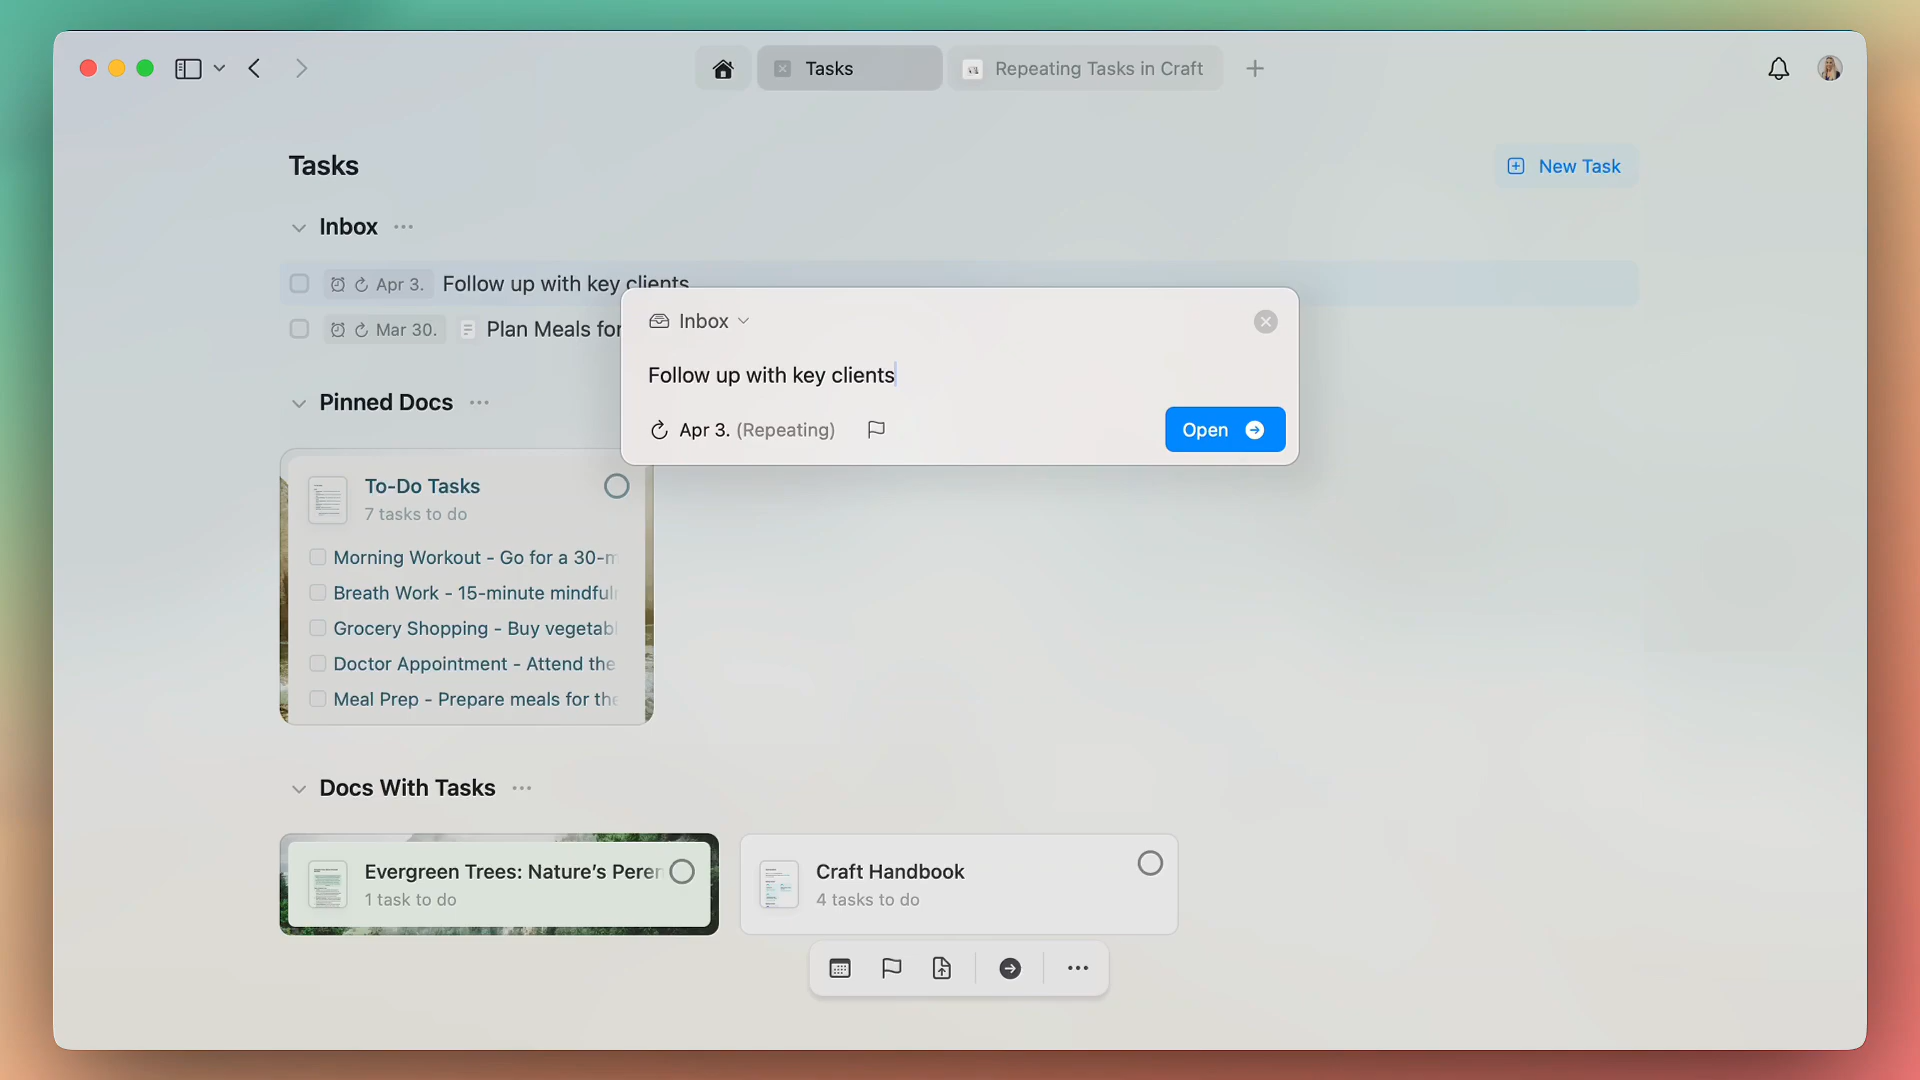 Tasks
Repeating Tasks in Craft
Tasks
New Task
Inbox
Apr 3. Follow up with key clients
Mar 30. Plan Meals for
Inbox
Follow up with key clients
Apr 3. (Repeating)
Open
Pinned Docs
To-Do Tasks
7 tasks to do
Morning Workout - Go for a 30-m
Breath Work - 15-minute mindful
Grocery Shopping - Buy vegetabl
Doctor Appointment - Attend the
Meal Prep - Prepare meals for the
Docs With Tasks
Evergreen Trees: Nature’s Peren
1 task to do
Craft Handbook
4 tasks to do